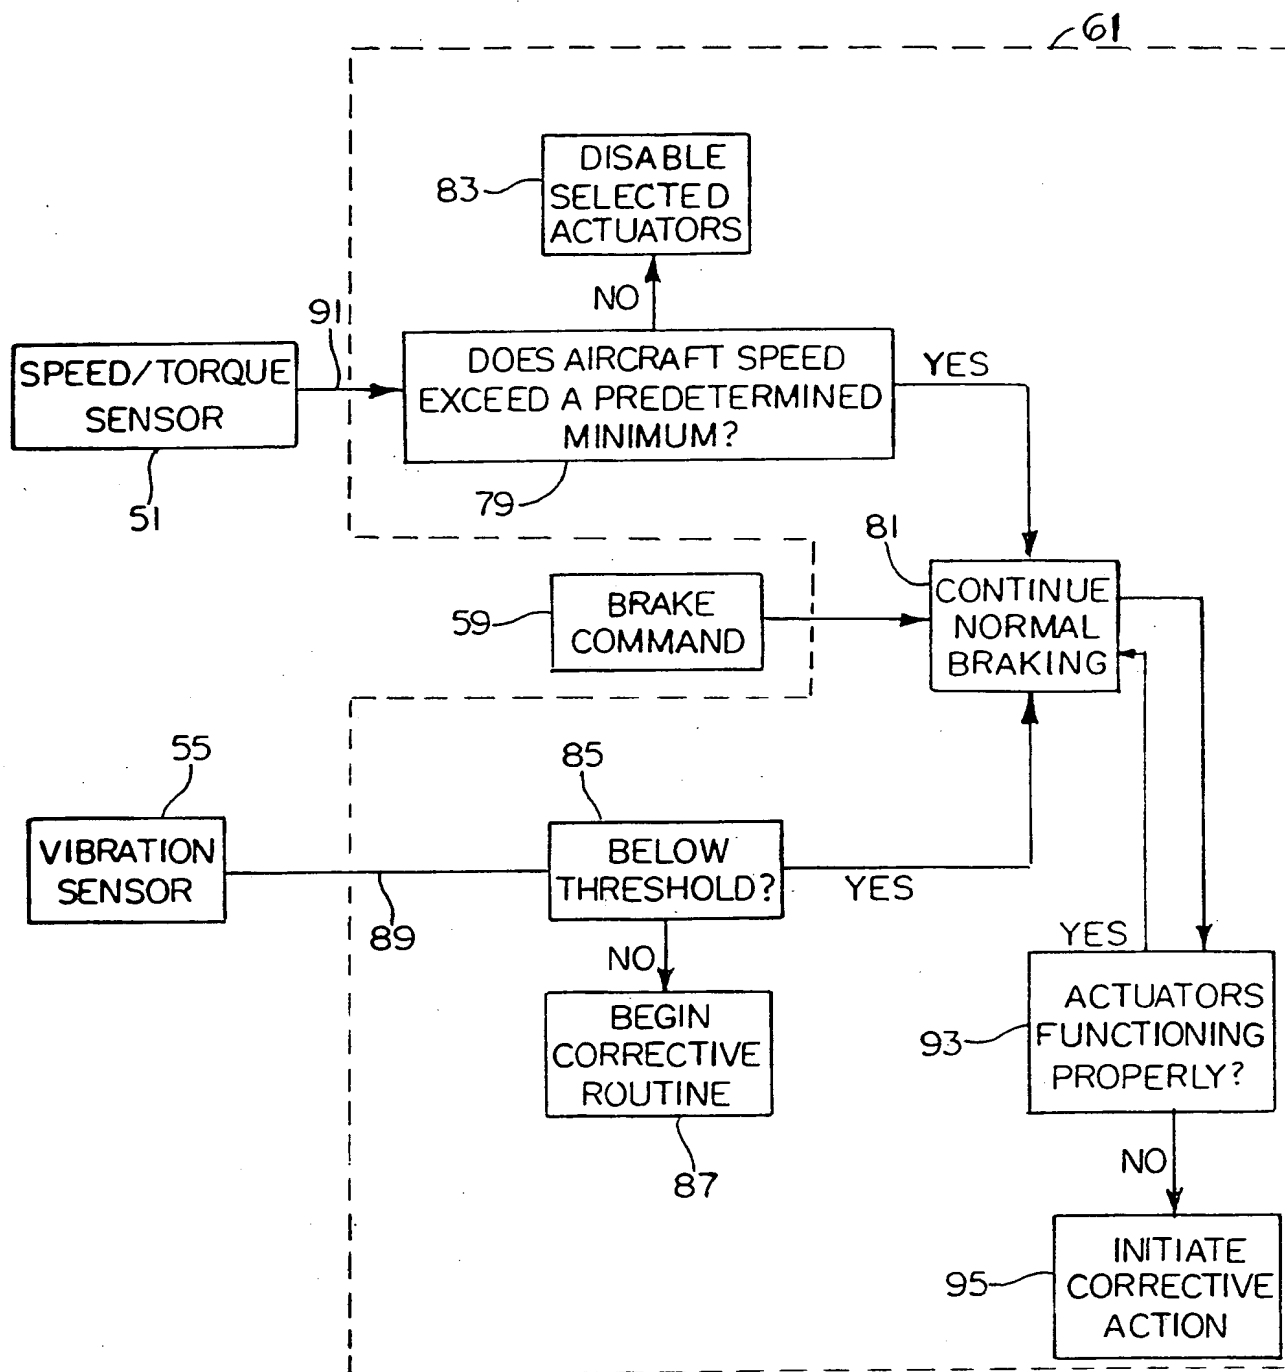 61
DISABLE
SELECTED
ACTUATORS
83
NO
91
SPEED/TORQUE
SENSOR
51
DOES AIRCRAFT SPEED
EXCEED A PREDETERMINED
MINIMUM?
79
YES
81
CONTINUE
NORMAL
BRAKING
59
BRAKE
COMMAND
55
VIBRATION
SENSOR
89
85
BELOW
THRESHOLD?
YES
NO
BEGIN
CORRECTIVE
ROUTINE
87
YES
93
ACTUATORS
FUNCTIONING
PROPERLY?
NO
95
INITIATE
CORRECTIVE
ACTION